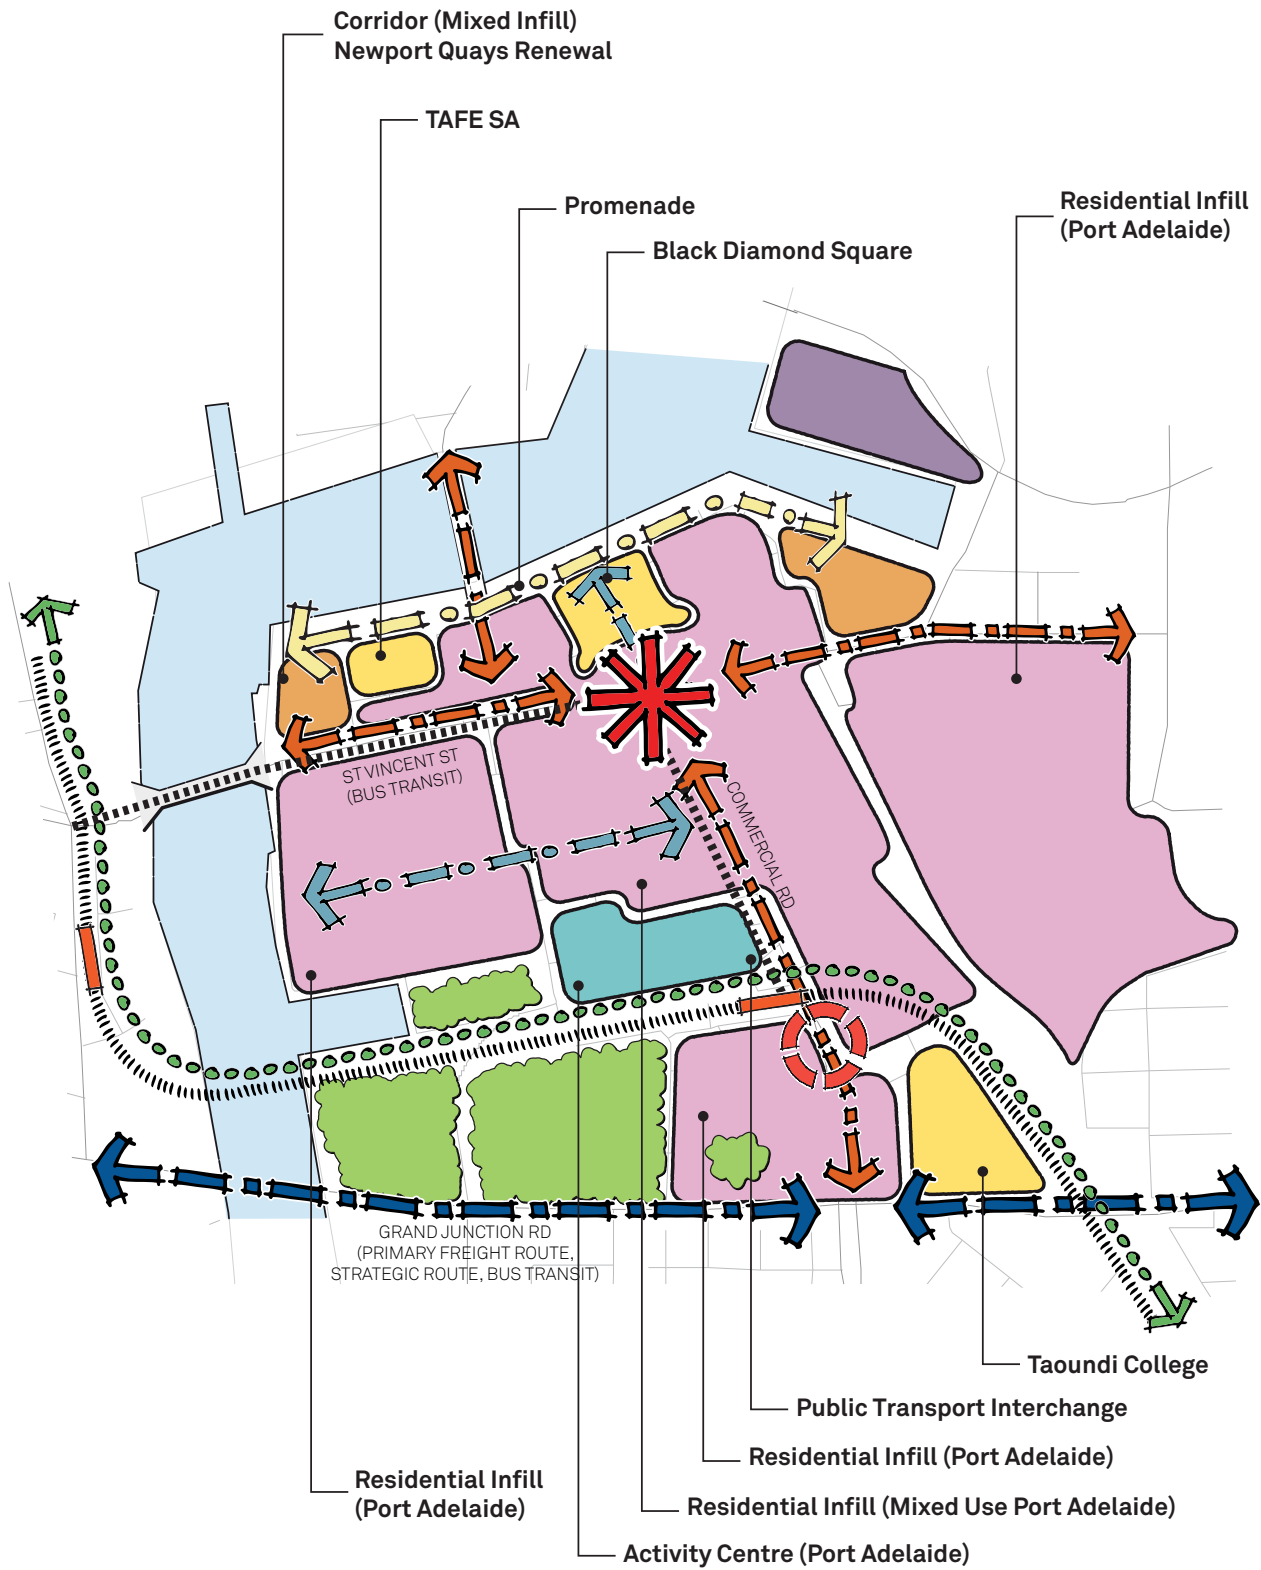 Corridor (Mixed Infill)
Newport Quays Renewal
TAFE SA
Promenade
Residential Infill
(Port Adelaide)
Black Diamond Square
ST VINCENT ST
(BUS TRANSIT)
COMMERCIAL RD
GRAND JUNCTION RD
(PRIMARY FREIGHT ROUTE,
STRATEGIC ROUTE, BUS TRANSIT)
Taoundi College
Public Transport Interchange
Residential Infill (Port Adelaide)
Residential Infill
(Port Adelaide)
Residential Infill (Mixed Use Port Adelaide)
Activity Centre (Port Adelaide)